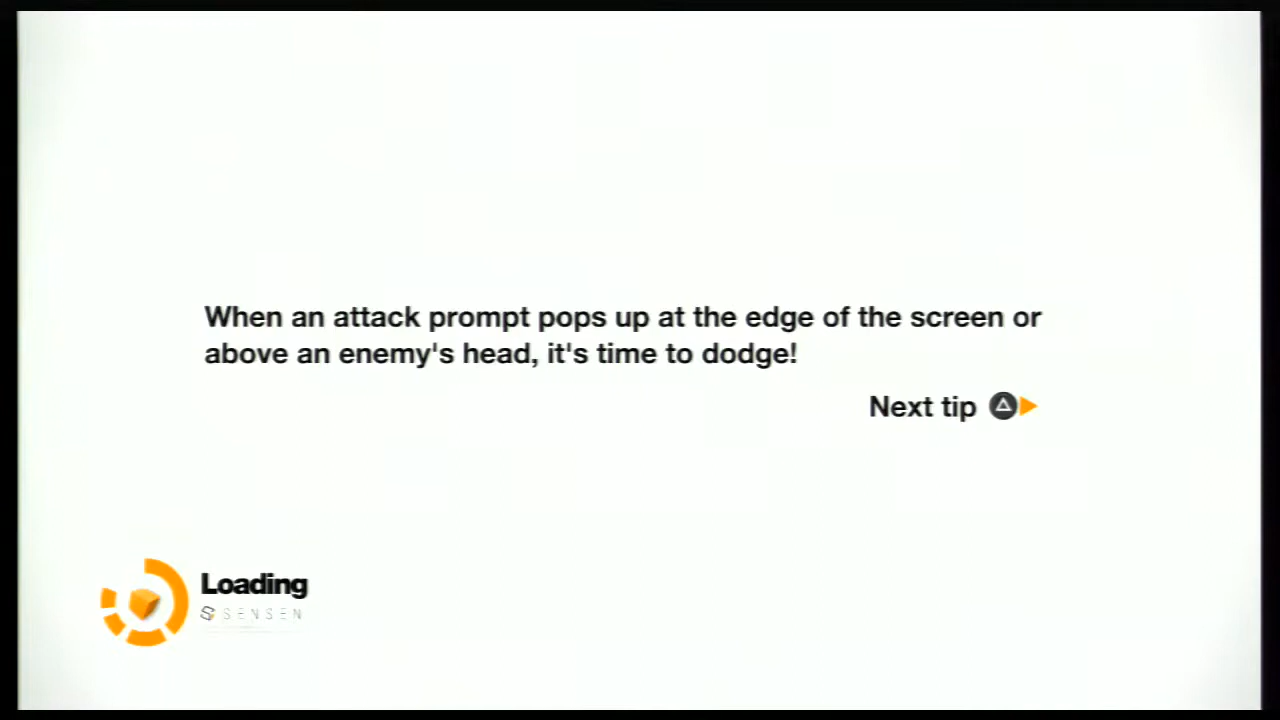 When an attack prompt pops up at the edge of the screen or
above an enemy's head, it's time to dodge!
Next tip
Loading
SENSEN